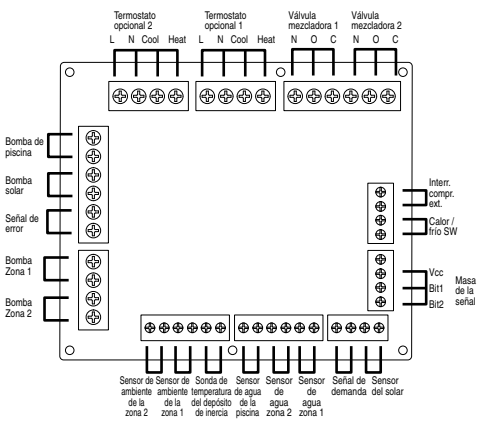 Termostato
opcional 2
Termostato
opcional 1
Válvula
mezcladora 1
Válvula
mezcladora 2
L N Cool Heat
L N Cool Heat
N O C
N O C
Bomba de
piscina
Bomba
solar
Señal de
error
Bomba
Zona 1
Bomba
Zona 2
Interr.
compr.
ext.
Calor /
frío SW
Vcc
Bit1
Bit2
Masa
de la
señal
Sensor de
ambiente
de la
zona 2
Sensor de
ambiente
de la
zona 1
Sonda de
temperatura
del depósito
de inercia
Sensor
de agua
de la
piscina
Sensor
de
agua
zona 2
Sensor
de
agua
zona 1
Señal de
demanda
Sensor
del solar